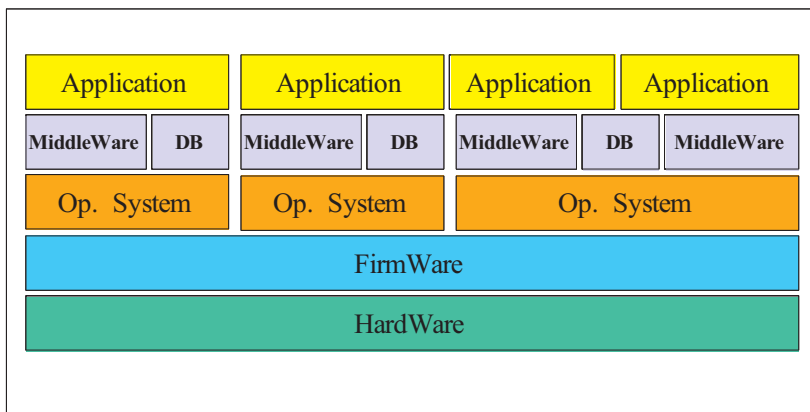 Application Application Application Application
MiddleWare DB MiddleWare DB MiddleWare DB MiddleWare
Op. System Op. System Op. System
FirmWare
HardWare